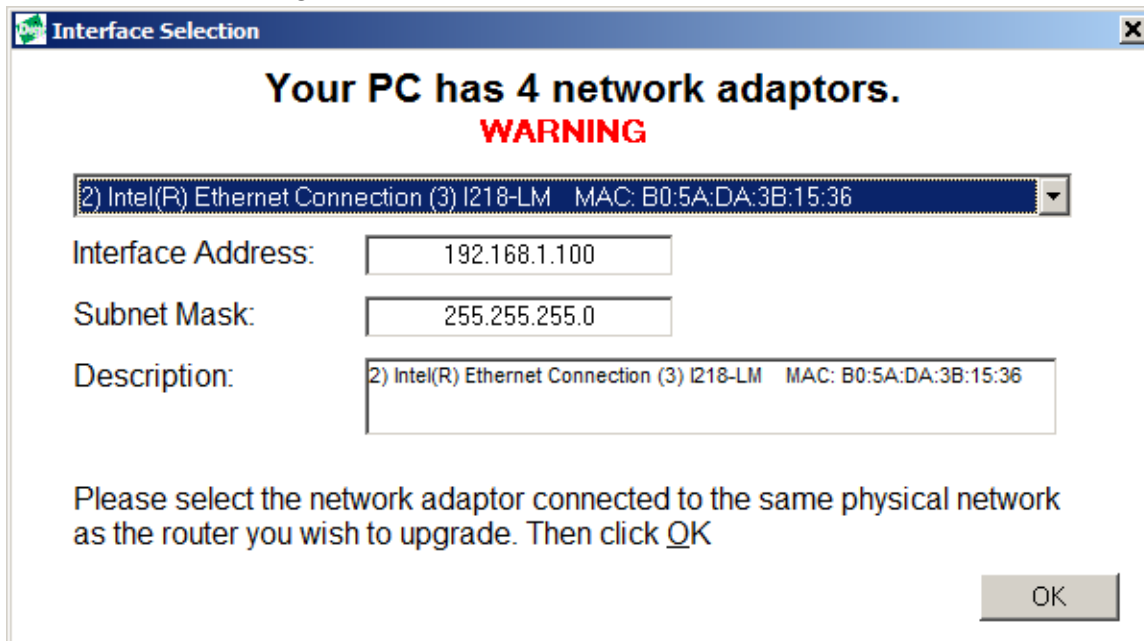 Interface Selection
Your PC has 4 network adaptors.
WARNING
2) Intel(R) Ethernet Connection (3) I218-LM MAC: B0:5A:DA:3B:15:36
Interface Address: 192.168.1.100
Subnet Mask: 255.255.255.0
Description: 2) Intel(R) Ethernet Connection (3) I218-LM MAC: B0:5A:DA:3B:15:36
Please select the network adaptor connected to the same physical network
as the router you wish to upgrade. Then click OK
OK